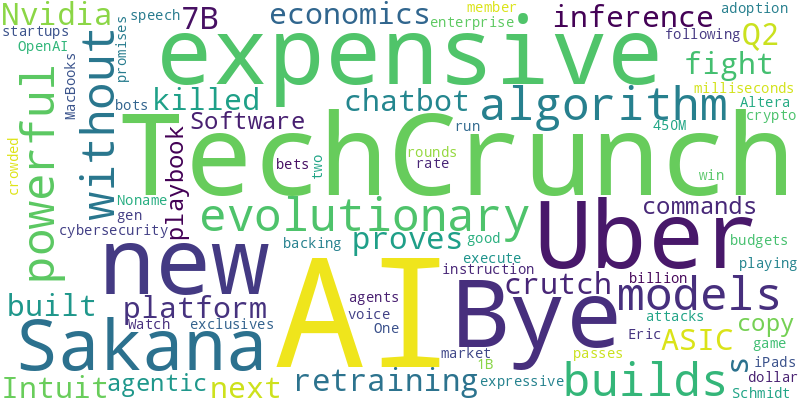 Nvidia
speech
7B
economics
member
enterprise
inference
adoption
startups
OpenAI
promises
expensive
following
Q2
MacBooks
without
fight
powerful
bots
killed
chatbot
algorithm
milliseconds
Altera
crypto
Software
TechCrunch
450M
run
crowded
playbook
bets
two
rounds
rate
win
Noname
gen
evolutionary
commands
cybersecurity
new
backing
proves
good
execute
Uber
budgets
AI
instruction
billion
playing
built
platform
agents
voice
One
Bye
crutch
models
Sakana
Watch
exclusives
attacks
Eric
ASIC
copy
game
market
1B
passes
s
iPads
dollar
Intuit
agentic
next
retraining
expressive
builds
Schmidt